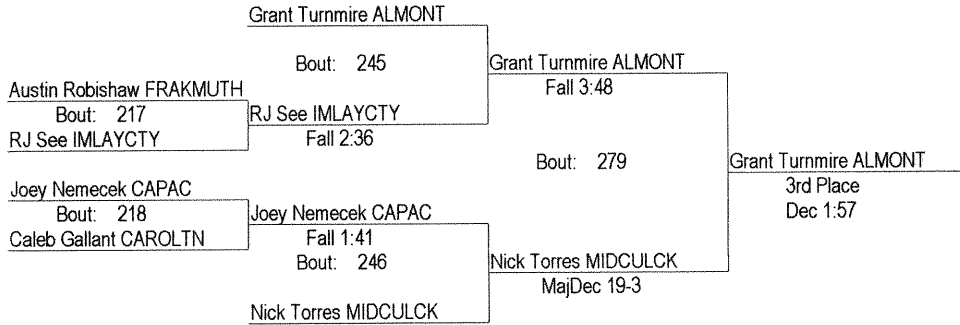 Grant Turnmire ALMONT
Bout: 245
Grant Turnmire ALMONT
Fall 3:48
Austin Robishaw FRAKMUTH
Bout: 217
RJ See IMLAYCTY
RJ See IMLAYCTY
Fall 2:36
Bout: 279
Grant Turnmire ALMONT
3rd Place
Dec 1:57
Joey Nemecek CAPAC
Bout: 218
Caleb Gallant CAROLTN
Joey Nemecek CAPAC
Fall 1:41
Bout: 246
Nick Torres MIDCULCK
MajDec 19-3
Nick Torres MIDCULCK